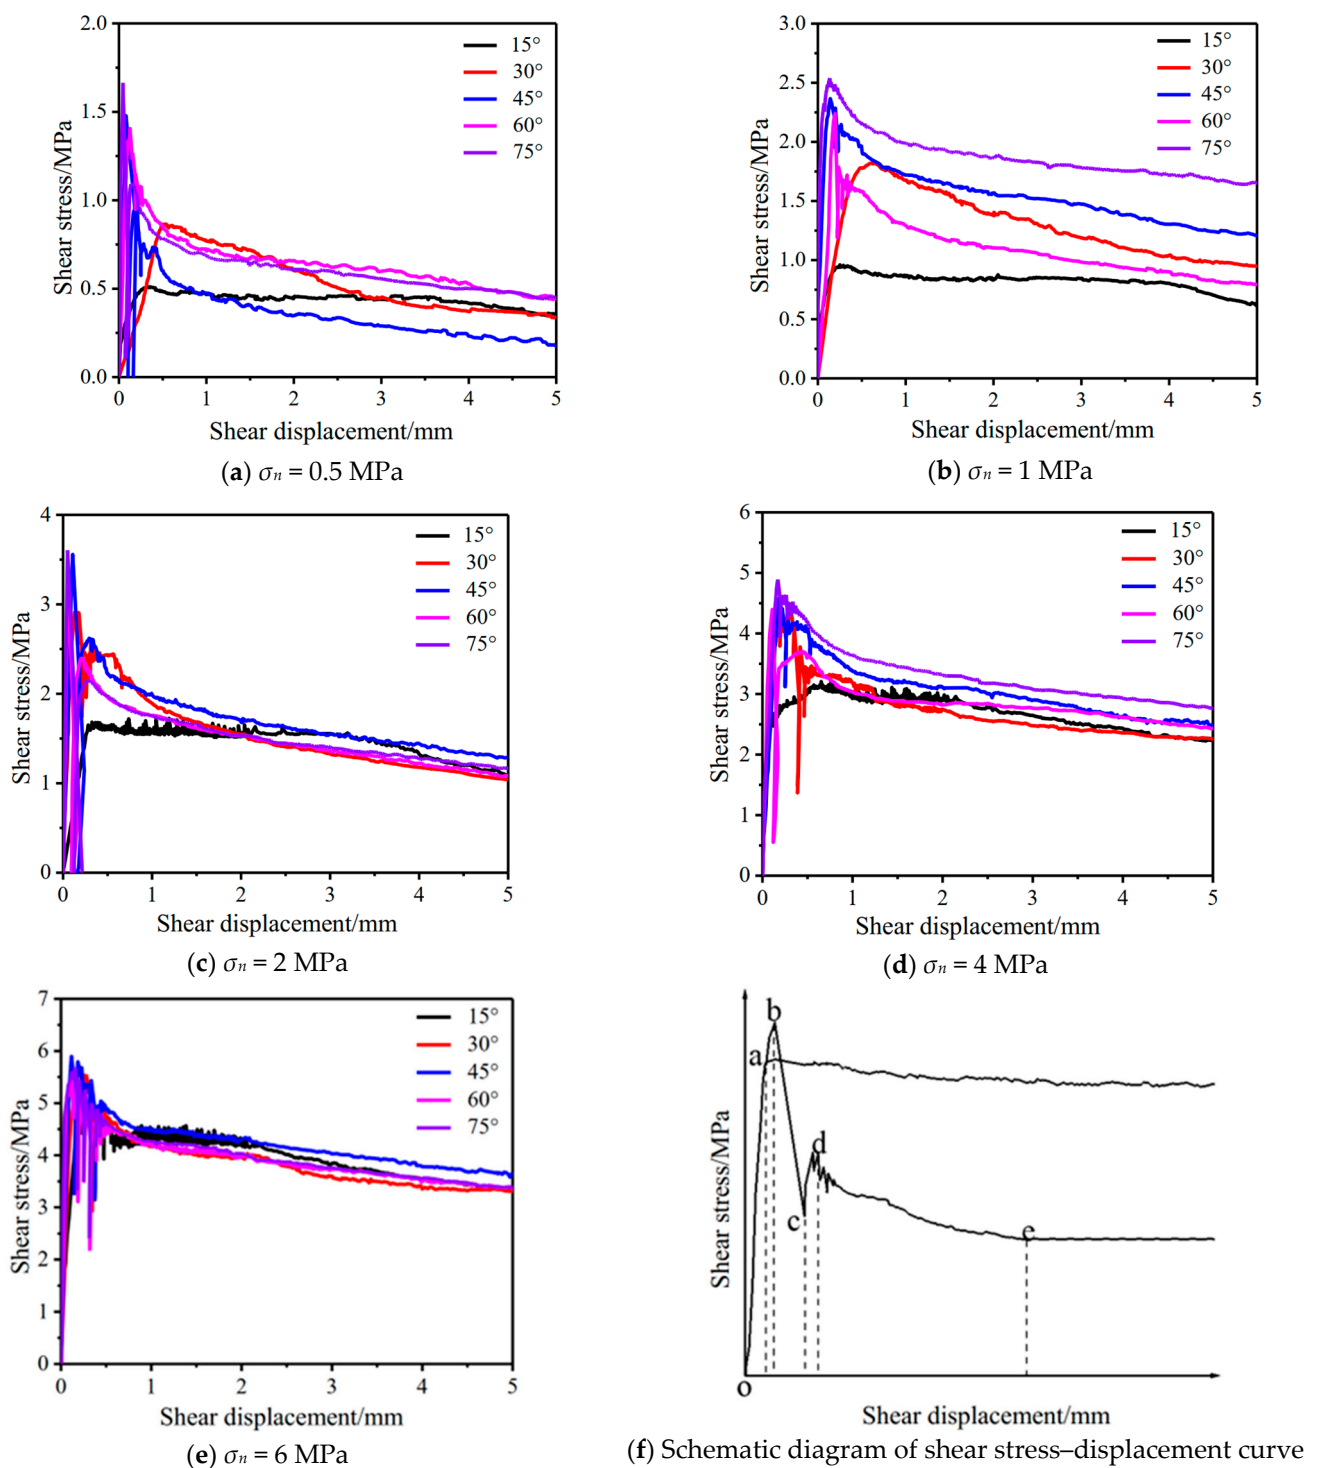 2.0
1.5
1.0
0.5
0.0
0 1 2 3 4 5
Shear stress/MPa
Shear displacement/mm
15°
30°
45°
60°
75°
(a) σn = 0.5 MPa
3.0
2.5
2.0
1.5
1.0
0.5
0.0
0 1 2 3 4 5
Shear stress/MPa
Shear displacement/mm
15°
30°
45°
60°
75°
(b) σn = 1 MPa
4
3
2
1
0
0 1 2 3 4 5
Shear stress/MPa
Shear displacement/mm
15°
30°
45°
60°
75°
(c) σn = 2 MPa
6
5
4
3
2
1
0
0 1 2 3 4 5
Shear stress/MPa
Shear displacement/mm
15°
30°
45°
60°
75°
(d) σn = 4 MPa
7
6
5
4
3
2
1
0
0 1 2 3 4 5
Shear stress/MPa
Shear displacement/mm
15°
30°
45°
60°
75°
(e) σn = 6 MPa
b
a
d
c
e
o
Shear stress/MPa
Shear displacement/mm
(f) Schematic diagram of shear stress–displacement curve